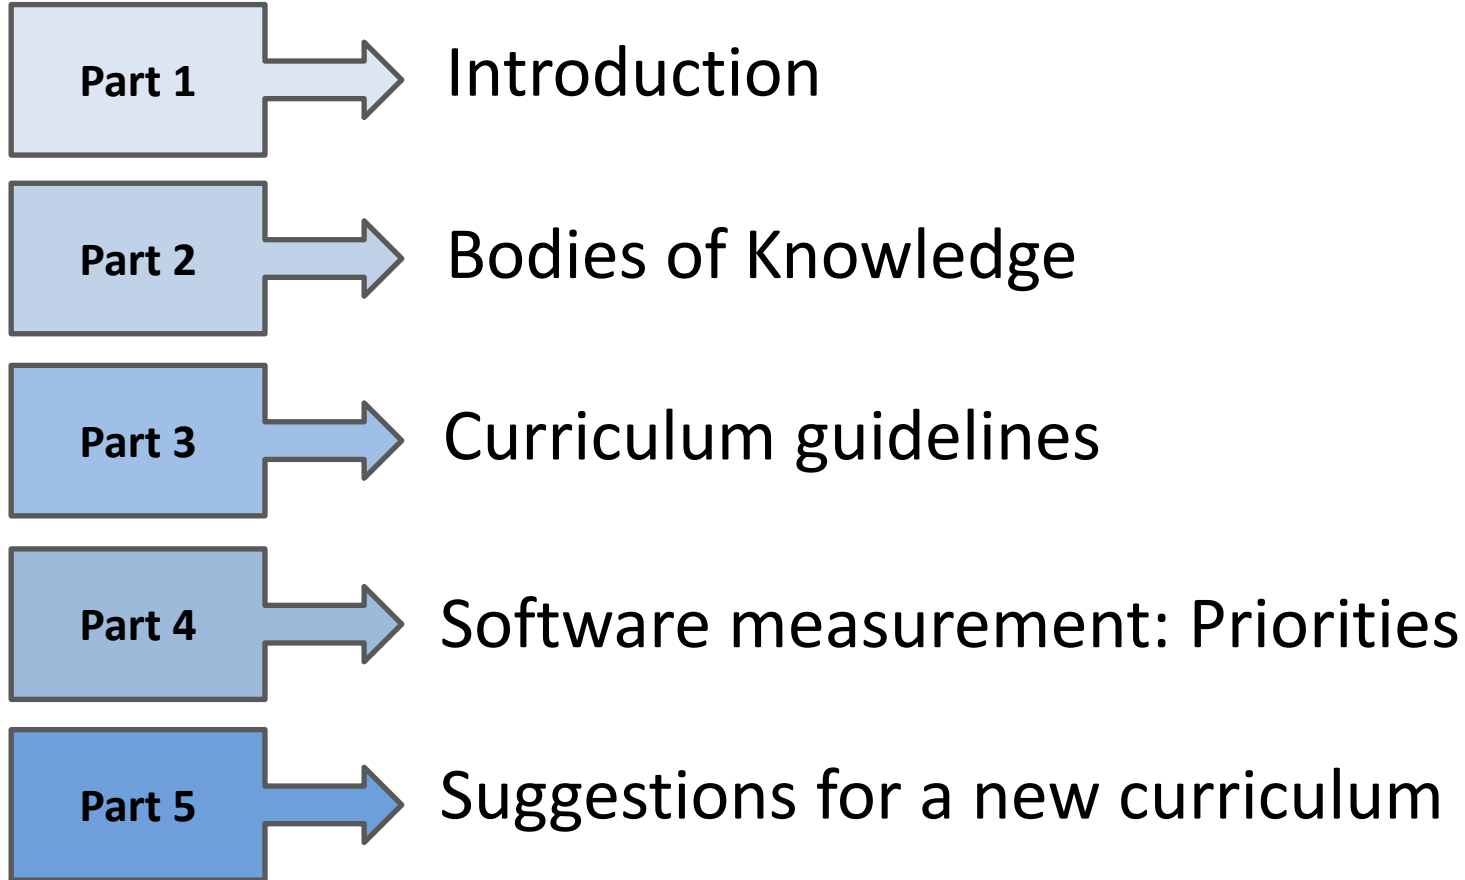 Part 1 Introduction
Part 2 Bodies of Knowledge
Part 3 Curriculum guidelines
Part 4 Software measurement: Priorities
Part 5 Suggestions for a new curriculum